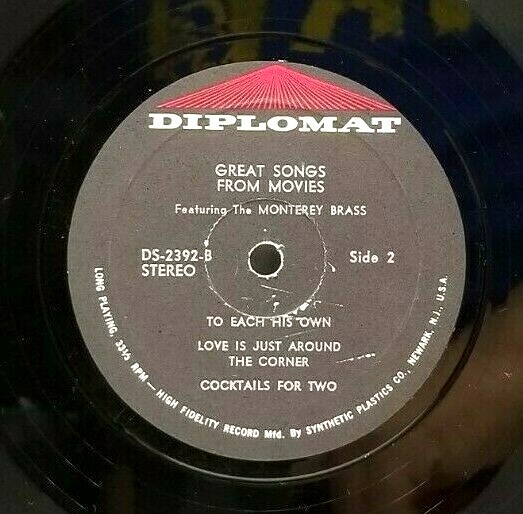 DIPLOMAT
GREAT SONGS
FROM MOVIES
Featuring The MONTEREY BRASS
DS-2392-B
STEREO
Side 2
TO EACH HIS OWN
LOVE IS JUST AROUND
THE CORNER
COCKTAILS FOR TWO
LONG PLAYING, 33⅓ RPM — HIGH FIDELITY RECORD Mfd. By SYNTHETIC PLASTICS CO., NEWARK, N.J. U.S.A.